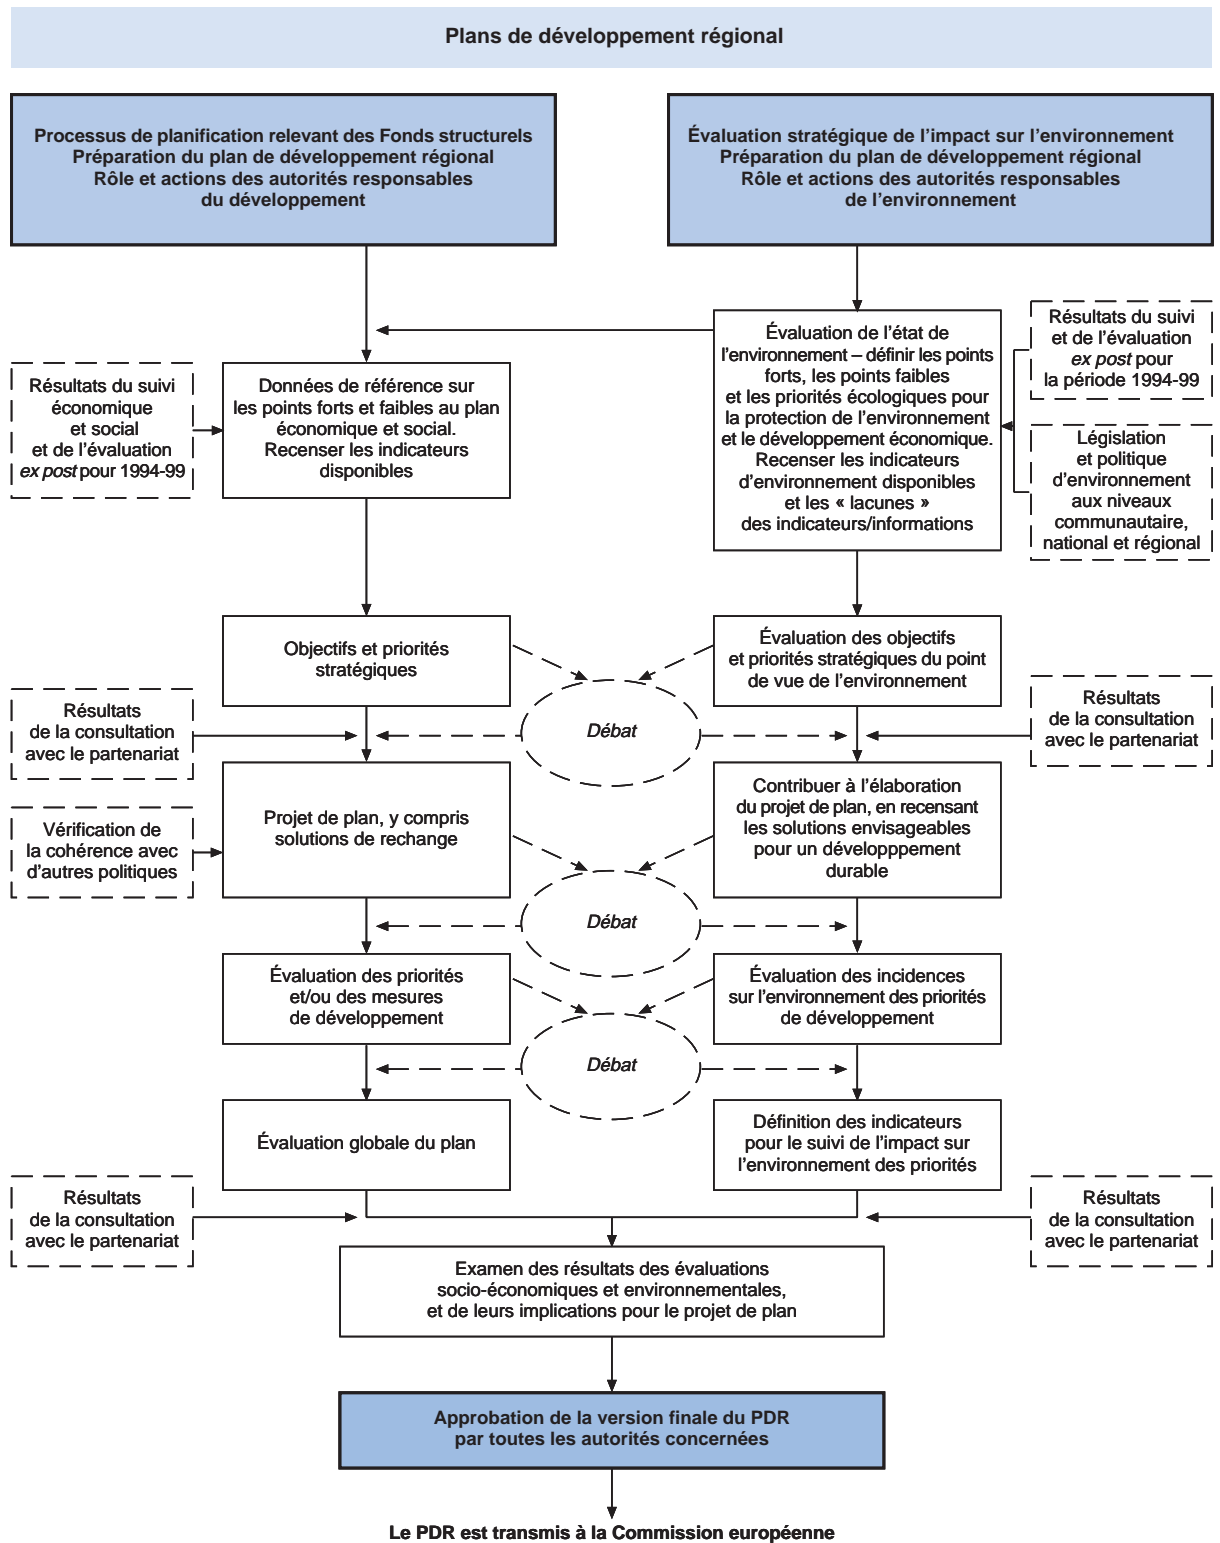 Plans de développement régional
Processus de planification relevant des Fonds structurels
Préparation du plan de développement régional
Rôle et actions des autorités responsables
du développement
Évaluation stratégique de l'impact sur l'environnement
Préparation du plan de développement régional
Rôle et actions des autorités responsables
de l'environnement
Résultats du suivi
économique
et social
et de l'évaluation
ex post pour 1994-99
Données de référence sur
les points forts et faibles au plan
économique et social.
Recenser les indicateurs
disponibles
Évaluation de l'état de
l'environnement – définir les points
forts, les points faibles
et les priorités écologiques pour
la protection de l'environnement
et le développement économique.
Recenser les indicateurs
d'environnement disponibles
et les « lacunes »
des indicateurs/informations
Résultats du suivi
et de l'évaluation
ex post pour
la période 1994-99
Législation
et politique
d'environnement
aux niveaux
communautaire,
national et régional
Objectifs et priorités
stratégiques
Évaluation des objectifs
et priorités stratégiques du point
de vue de l'environnement
Résultats
de la consultation
avec le partenariat
Débat
Résultats
de la consultation
avec le partenariat
Vérification de
la cohérence avec
d'autres politiques
Projet de plan, y compris
solutions de rechange
Contribuer à l'élaboration
du projet de plan, en recensant
les solutions envisageables
pour un développpement
durable
Débat
Évaluation des priorités
et/ou des mesures
de développement
Évaluation des incidences
sur l'environnement des priorités
de développement
Débat
Évaluation globale du plan
Définition des indicateurs
pour le suivi de l'impact sur
l'environnement des priorités
Résultats
de la consultation
avec le partenariat
Résultats
de la consultation
avec le partenariat
Examen des résultats des évaluations
socio-économiques et environnementales,
et de leurs implications pour le projet de plan
Approbation de la version finale du PDR
par toutes les autorités concernées
Le PDR est transmis à la Commission européenne